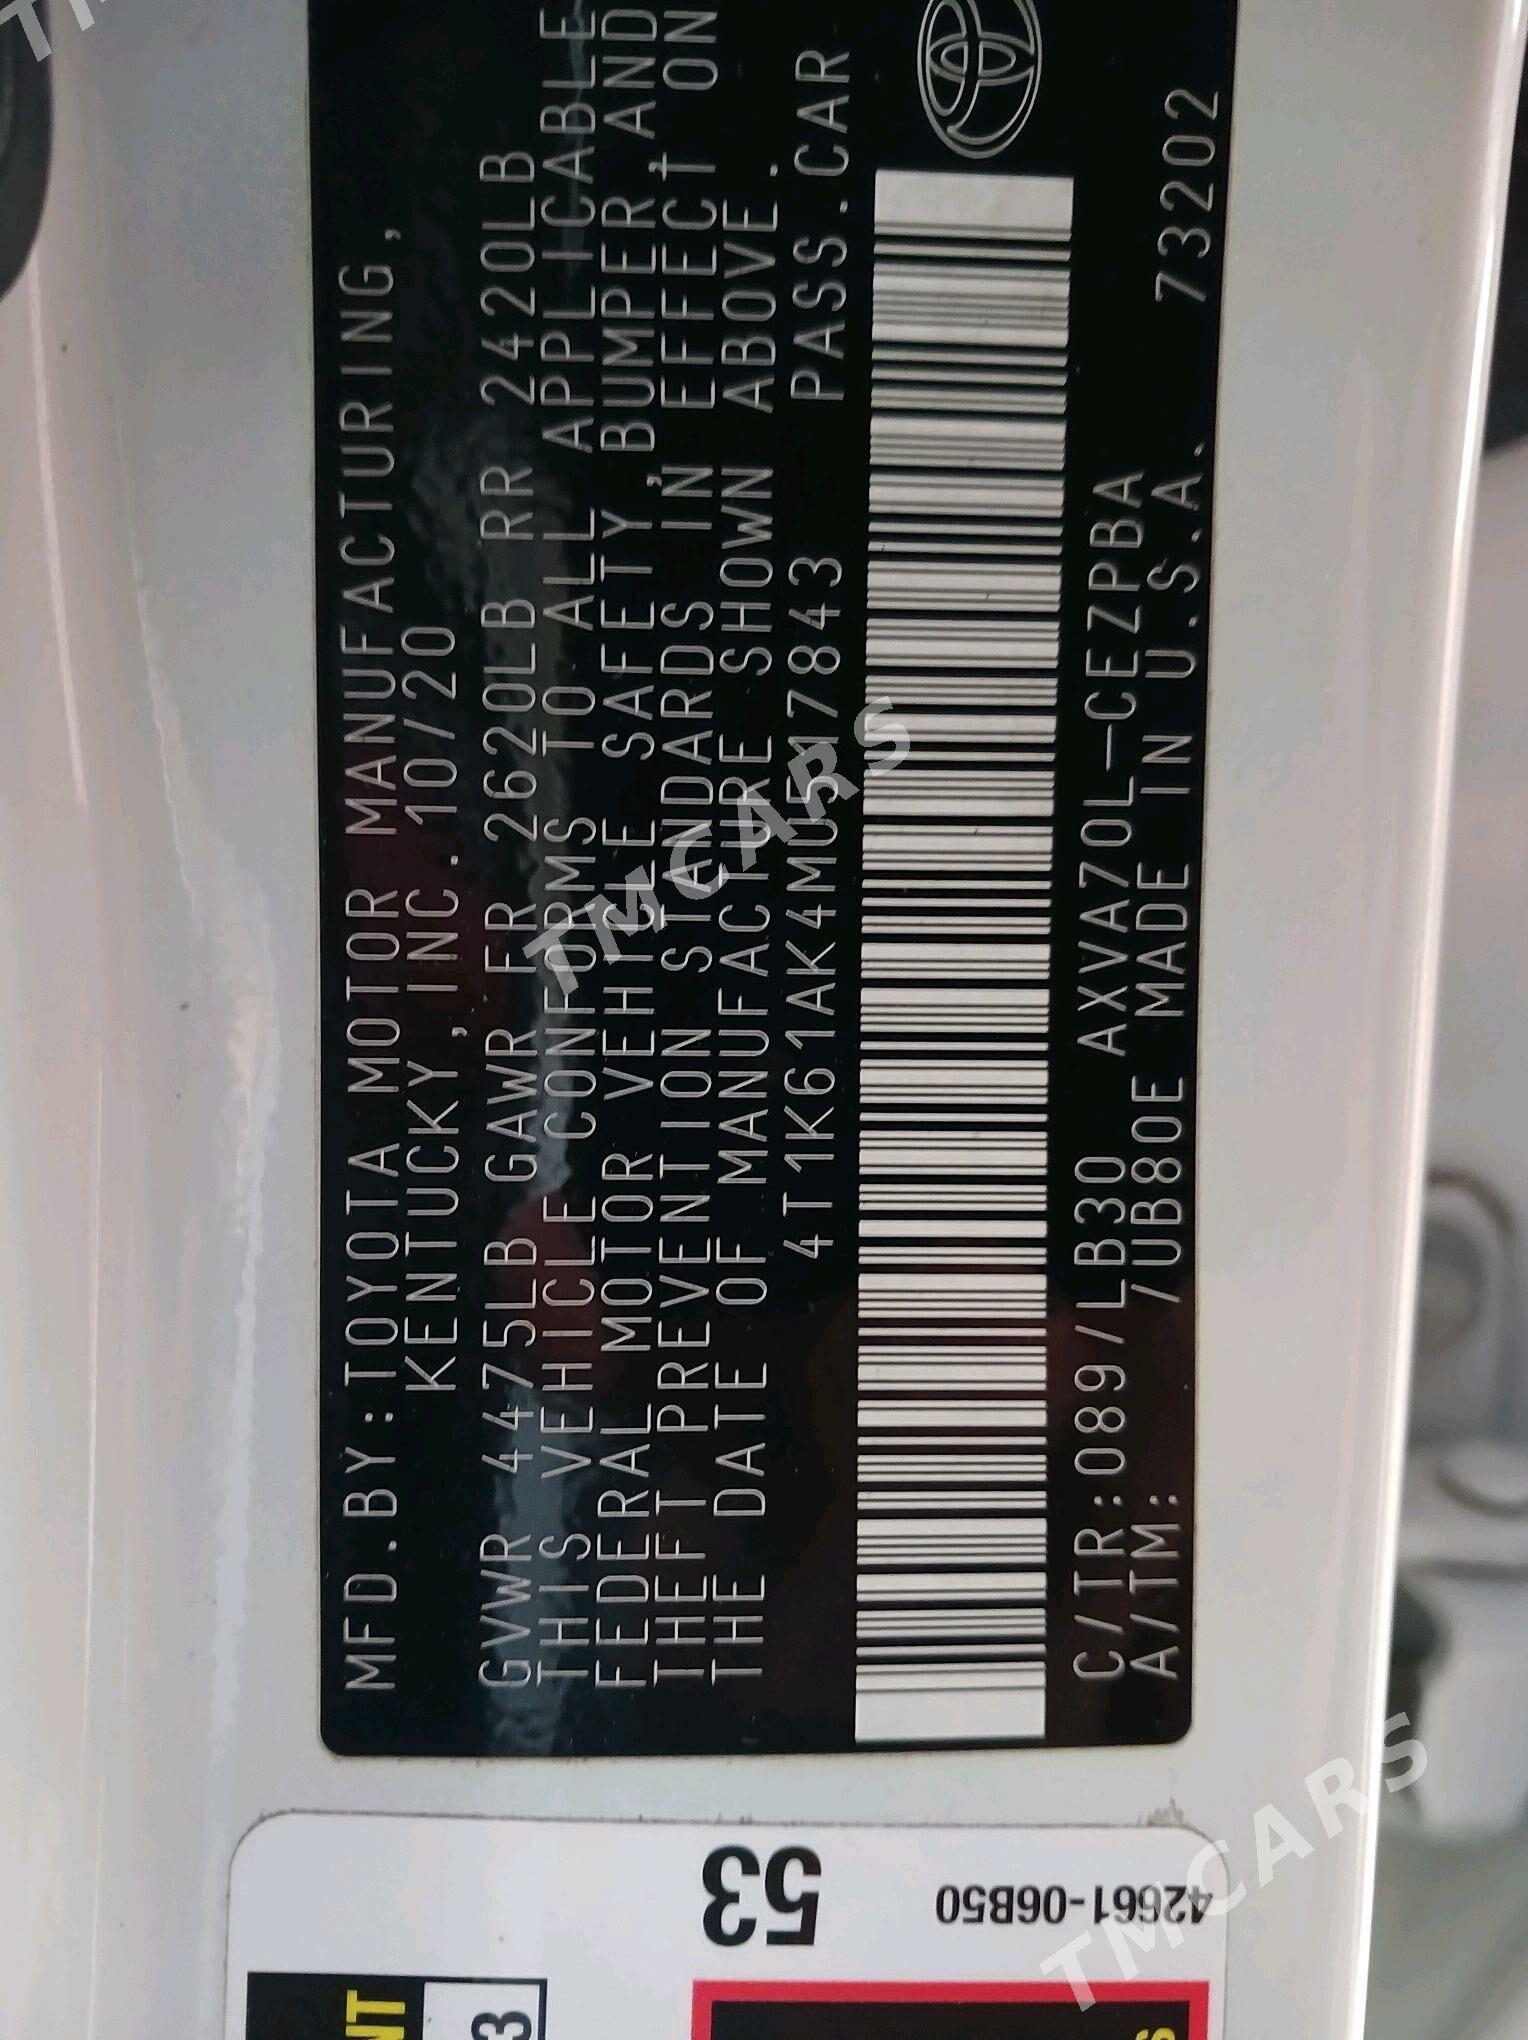 MFD.BY:TOYOTA MOTOR MANUFACTURING,
KENTUCKY,INC. 10/20
GVWR 4475LB GAWR FR 2620LB RR 2420LB
THIS VEHICLE CONFORMS TO ALL APPLICABLE
FEDERAL MOTOR VEHICLE SAFETY,BUMPER AND
THEFT PREVENTION STANDARDS IN EFFECT ON
THE DATE OF MANUFACTURE SHOWN ABOVE.
4T1K61AK4MU517843 PASS.CAR
C/TR:089/LB30 AXVA70L-CEZPBA
A/TM: /UB80E MADE IN U.S.A. 73202
53
42661-06B50
3
TMCARS
TMCARS